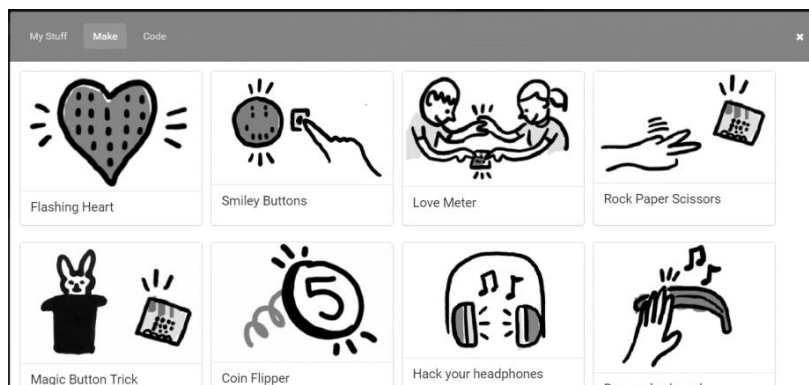 My Stuff
Make
Code
Flashing Heart
Smiley Buttons
Love Meter
Rock Paper Scissors
5
Magic Button Trick
Coin Flipper
Hack your headphones